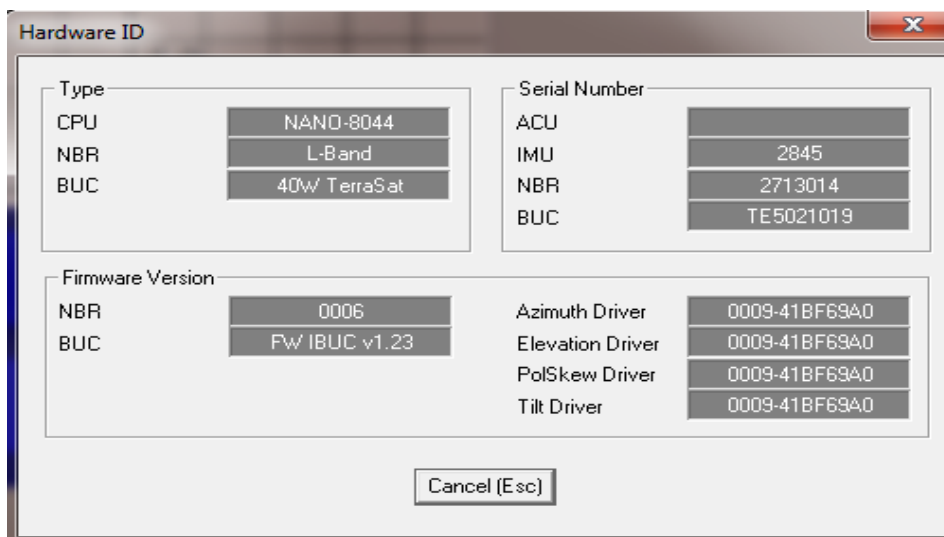 Hardware ID
Type
CPU NANO-8044
NBR L-Band
BUC 40W TerraSat
Serial Number
ACU
IMU 2845
NBR 2713014
BUC TE5021019
Firmware Version
NBR 0006
BUC FW IBUC v1.23
Azimuth Driver 0009-41BF69A0
Elevation Driver 0009-41BF69A0
PolSkew Driver 0009-41BF69A0
Tilt Driver 0009-41BF69A0
Cancel (Esc)